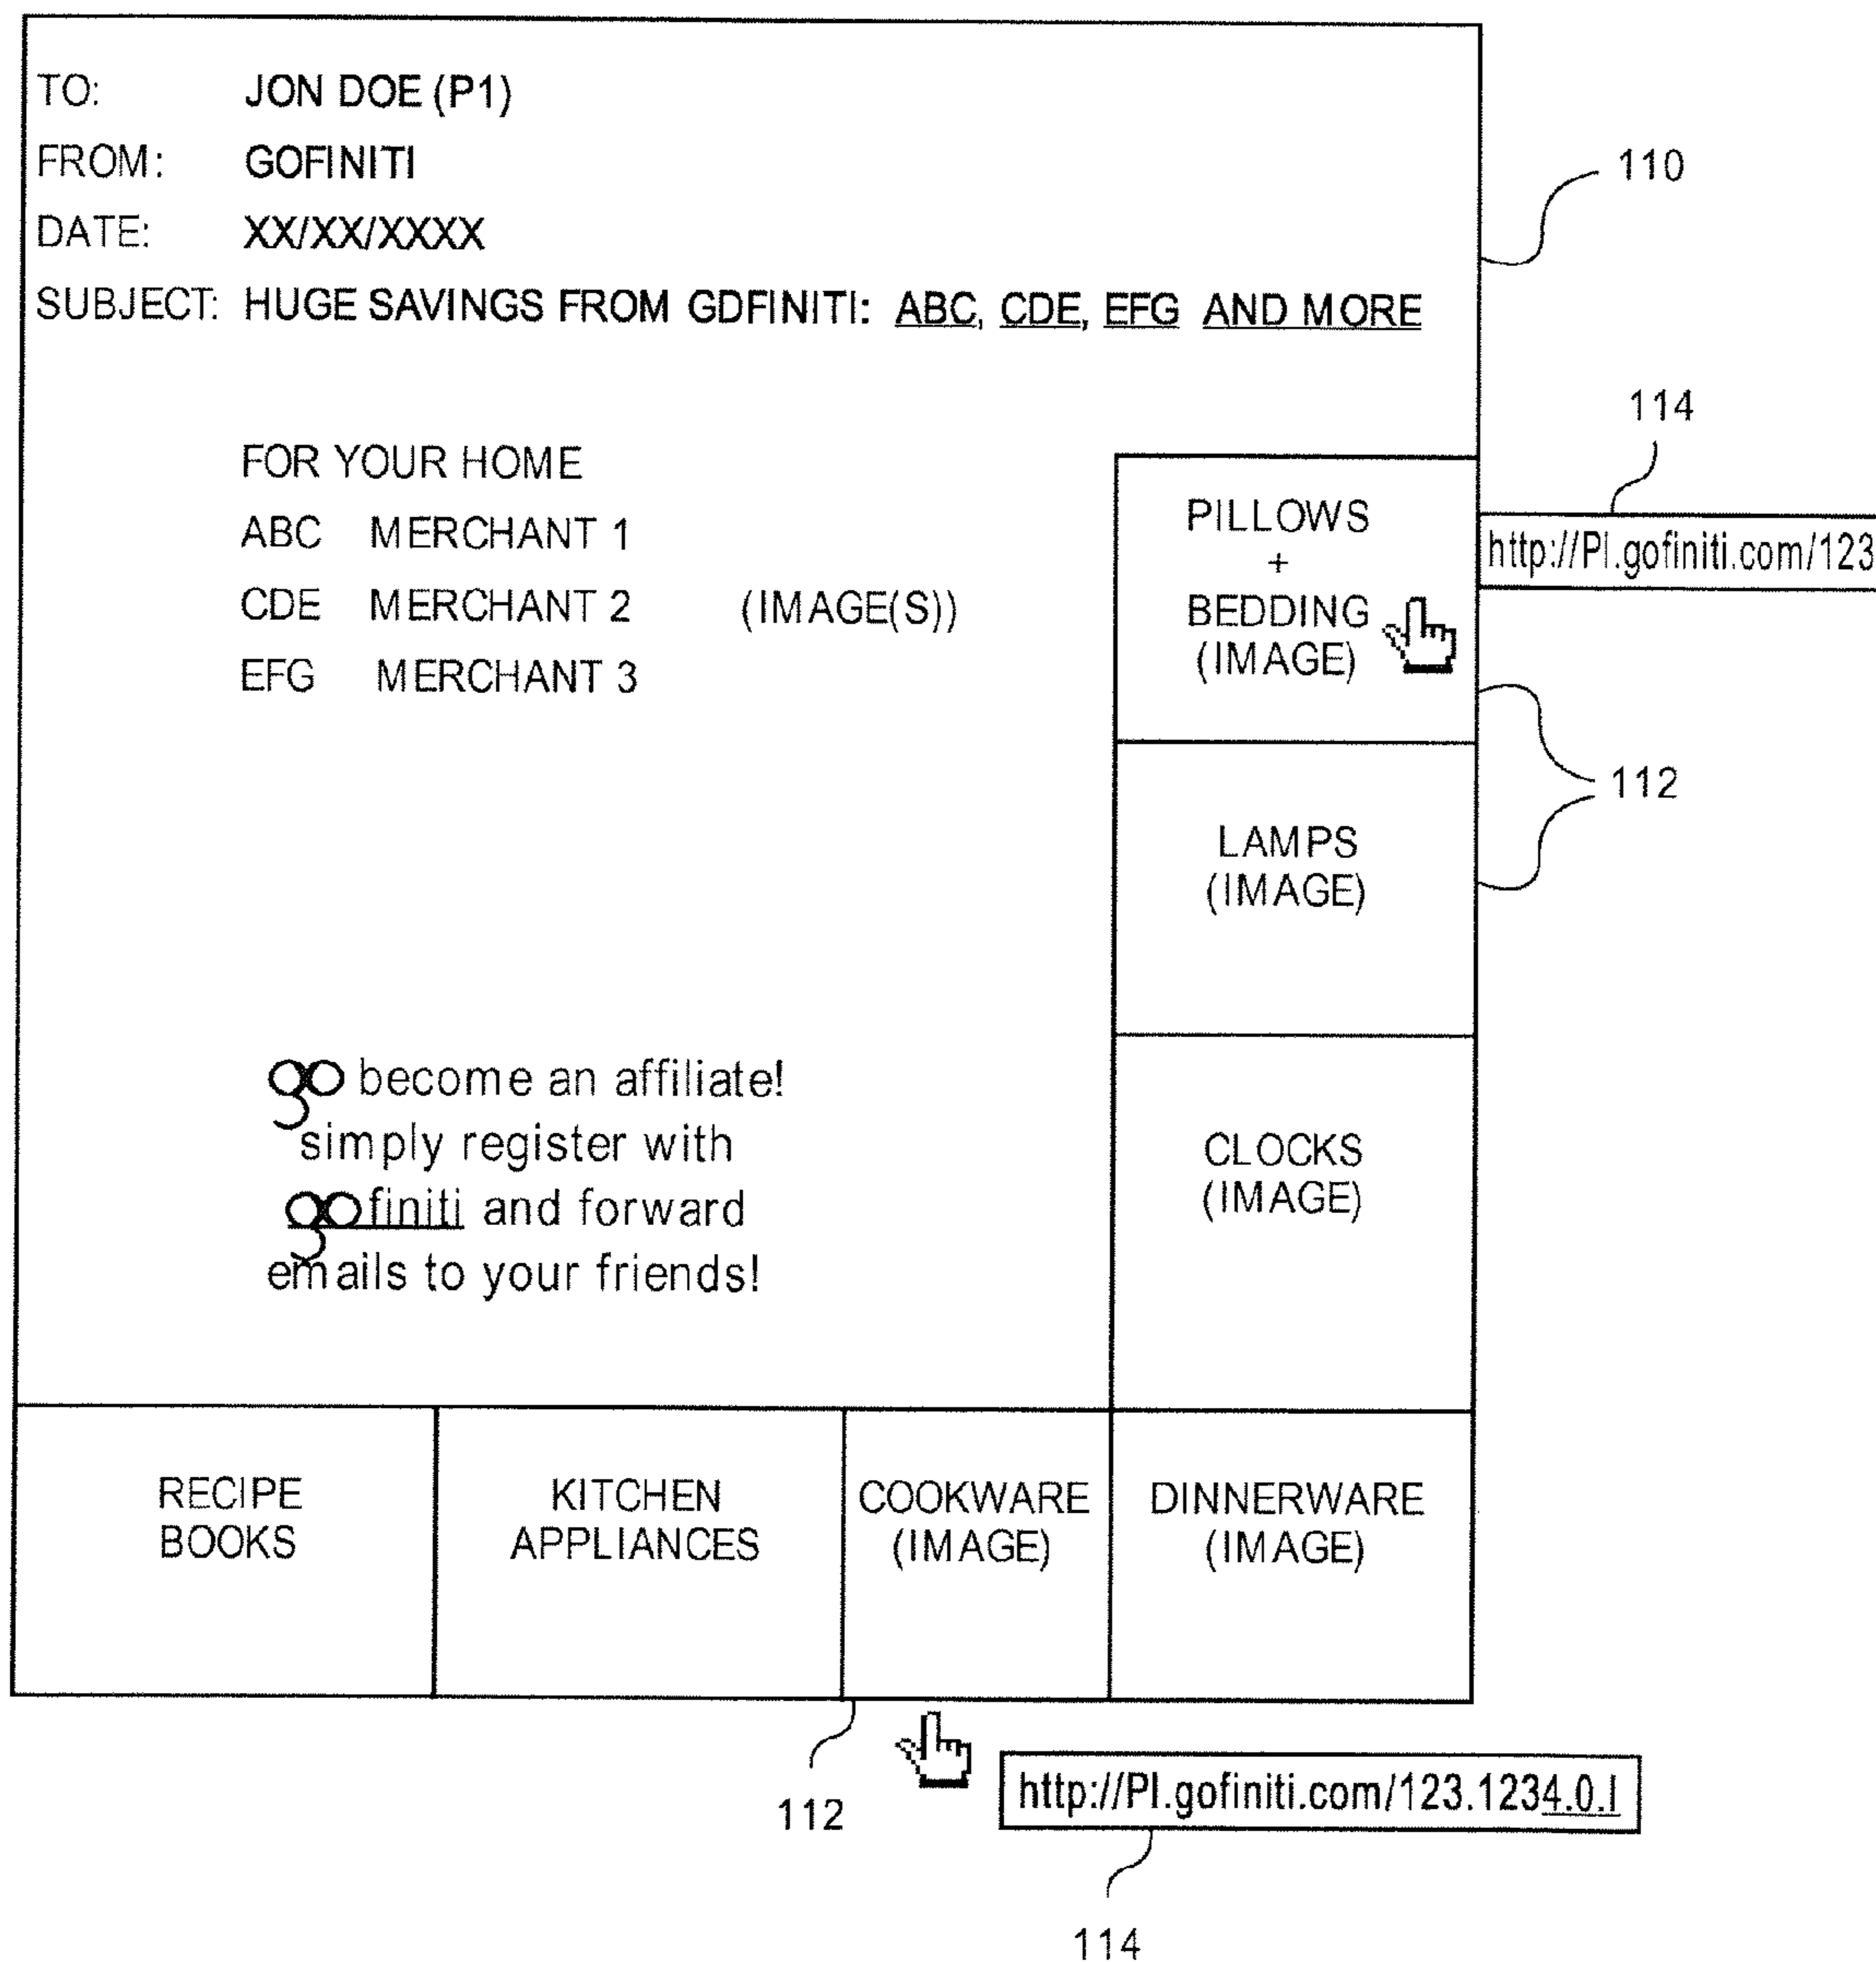 TO: JON DOE (P1)
FROM: GOFINITI
110
DATE: XX/XX/XXXX
SUBJECT: HUGE SAVINGS FROM GDFINITI: ABC, CDE, EFG AND MORE
114
FOR YOUR HOME
ABC MERCHANT 1
CDE MERCHANT 2 (IMAGE(S))
EFG MERCHANT 3
PILLOWS
+
BEDDING
(IMAGE)
http://PI.gofiniti.com/123
112
LAMPS
(IMAGE)
CLOCKS
(IMAGE)
go become an affiliate!
simply register with
gofiniti and forward
emails to your friends!
RECIPE
BOOKS
KITCHEN
APPLIANCES
COOKWARE
(IMAGE)
DINNERWARE
(IMAGE)
112
http://PI.gofiniti.com/123.1234.0.I
114